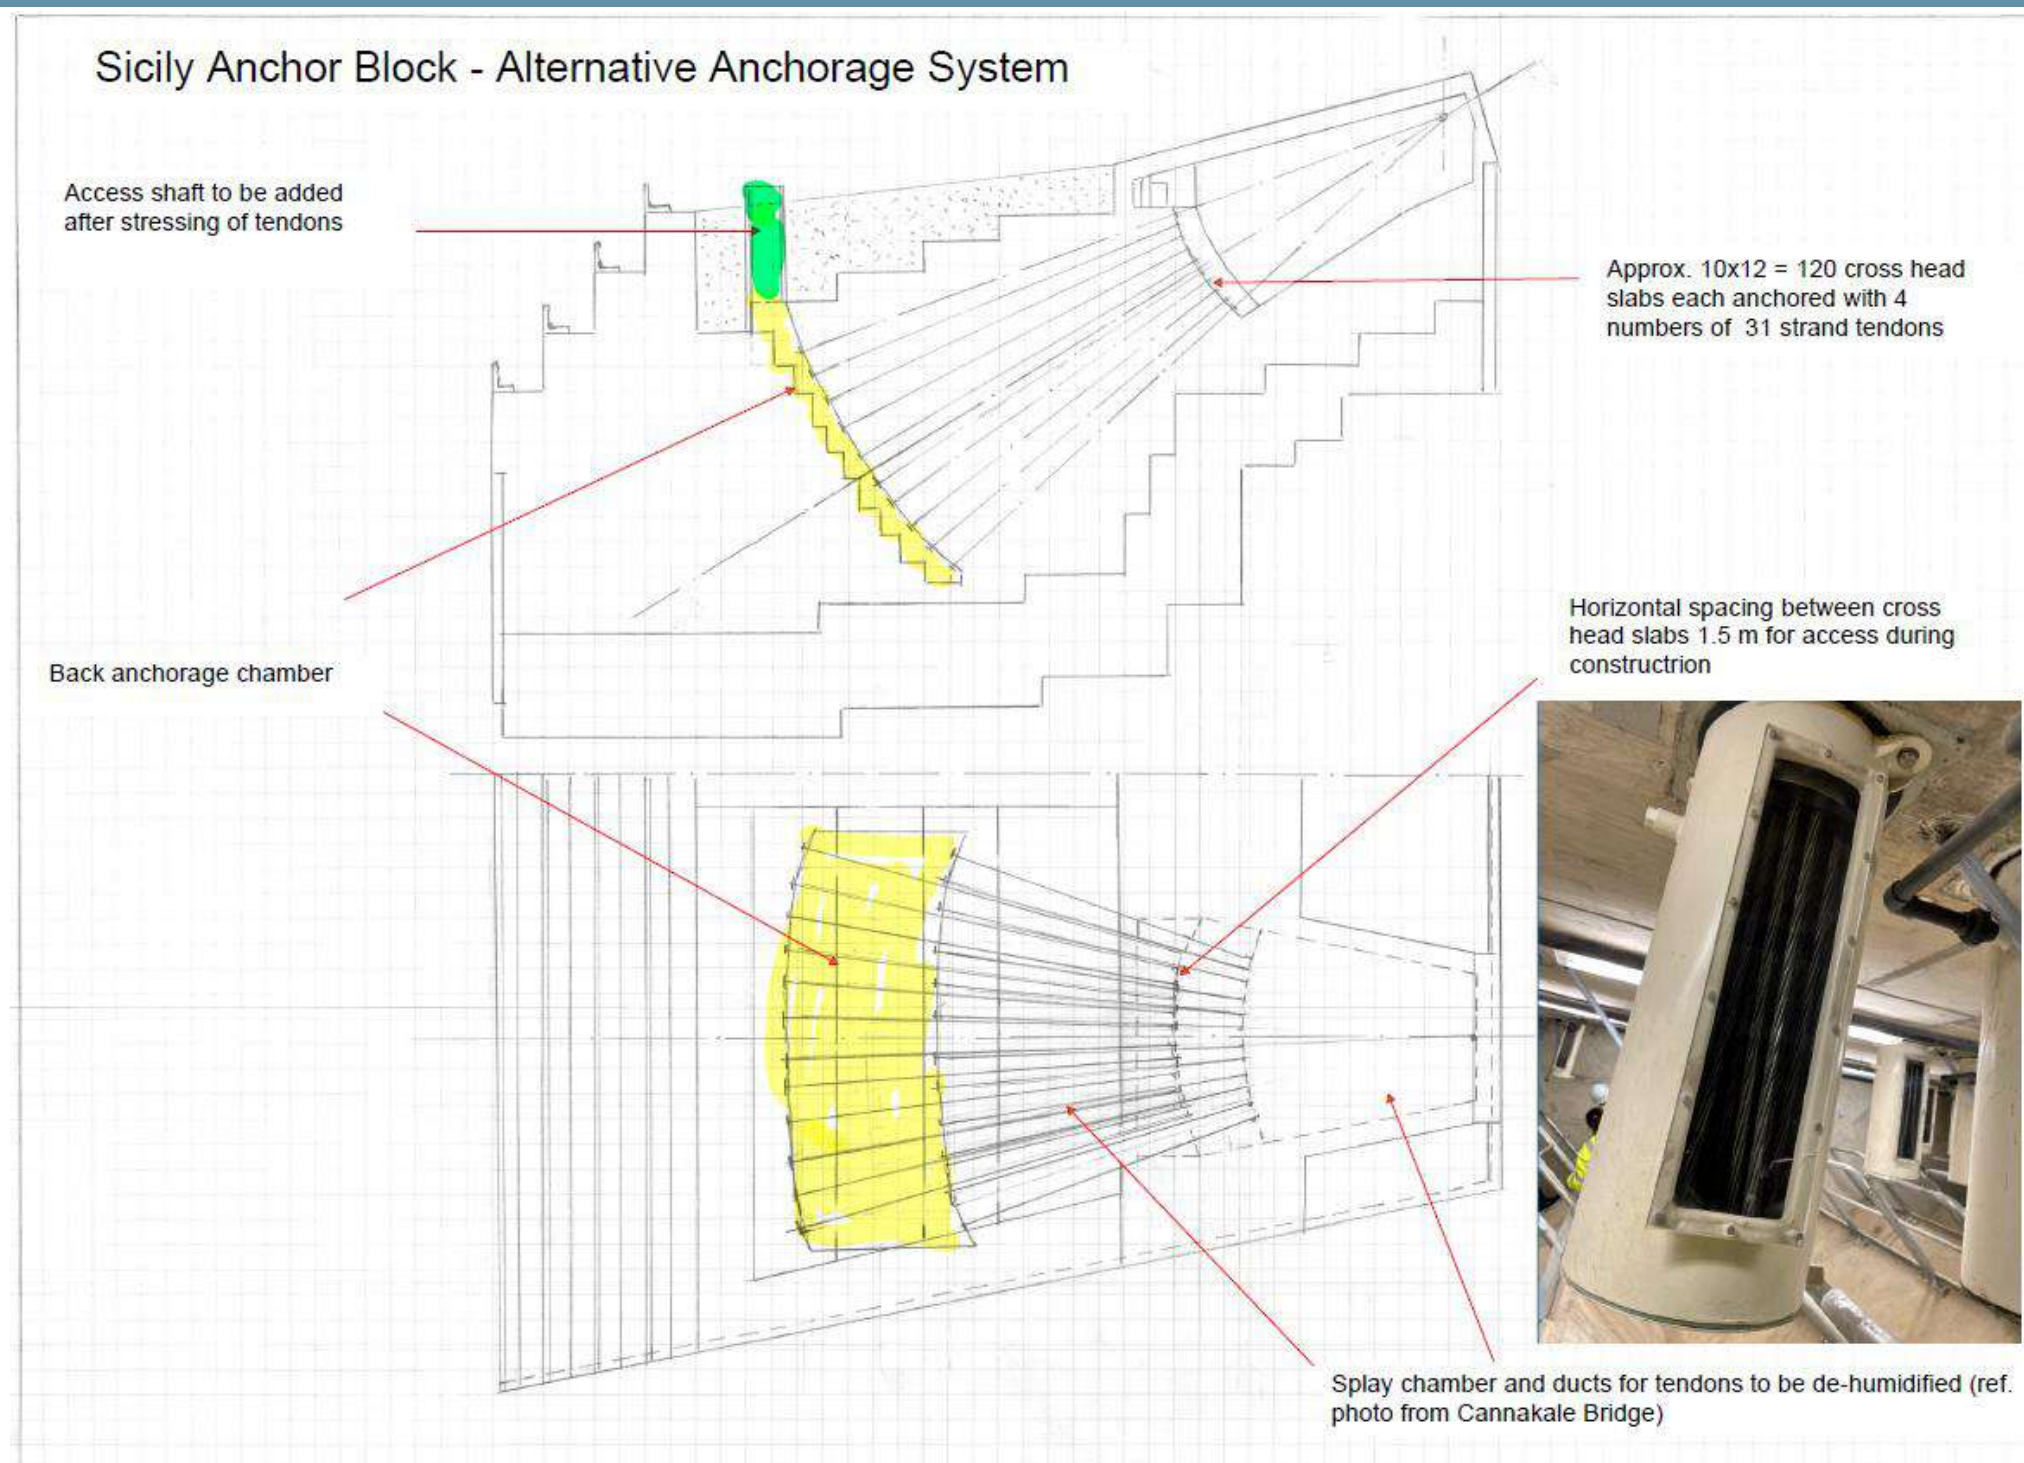 Sicily Anchor Block - Alternative Anchorage System
Access shaft to be added
after stressing of tendons
Approx. 10x12 = 120 cross head
slabs each anchored with 4
numbers of 31 strand tendons
Horizontal spacing between cross
head slabs 1.5 m for access during
constructrion
Back anchorage chamber
Splay chamber and ducts for tendons to be de-humidified (ref.
photo from Cannakale Bridge)